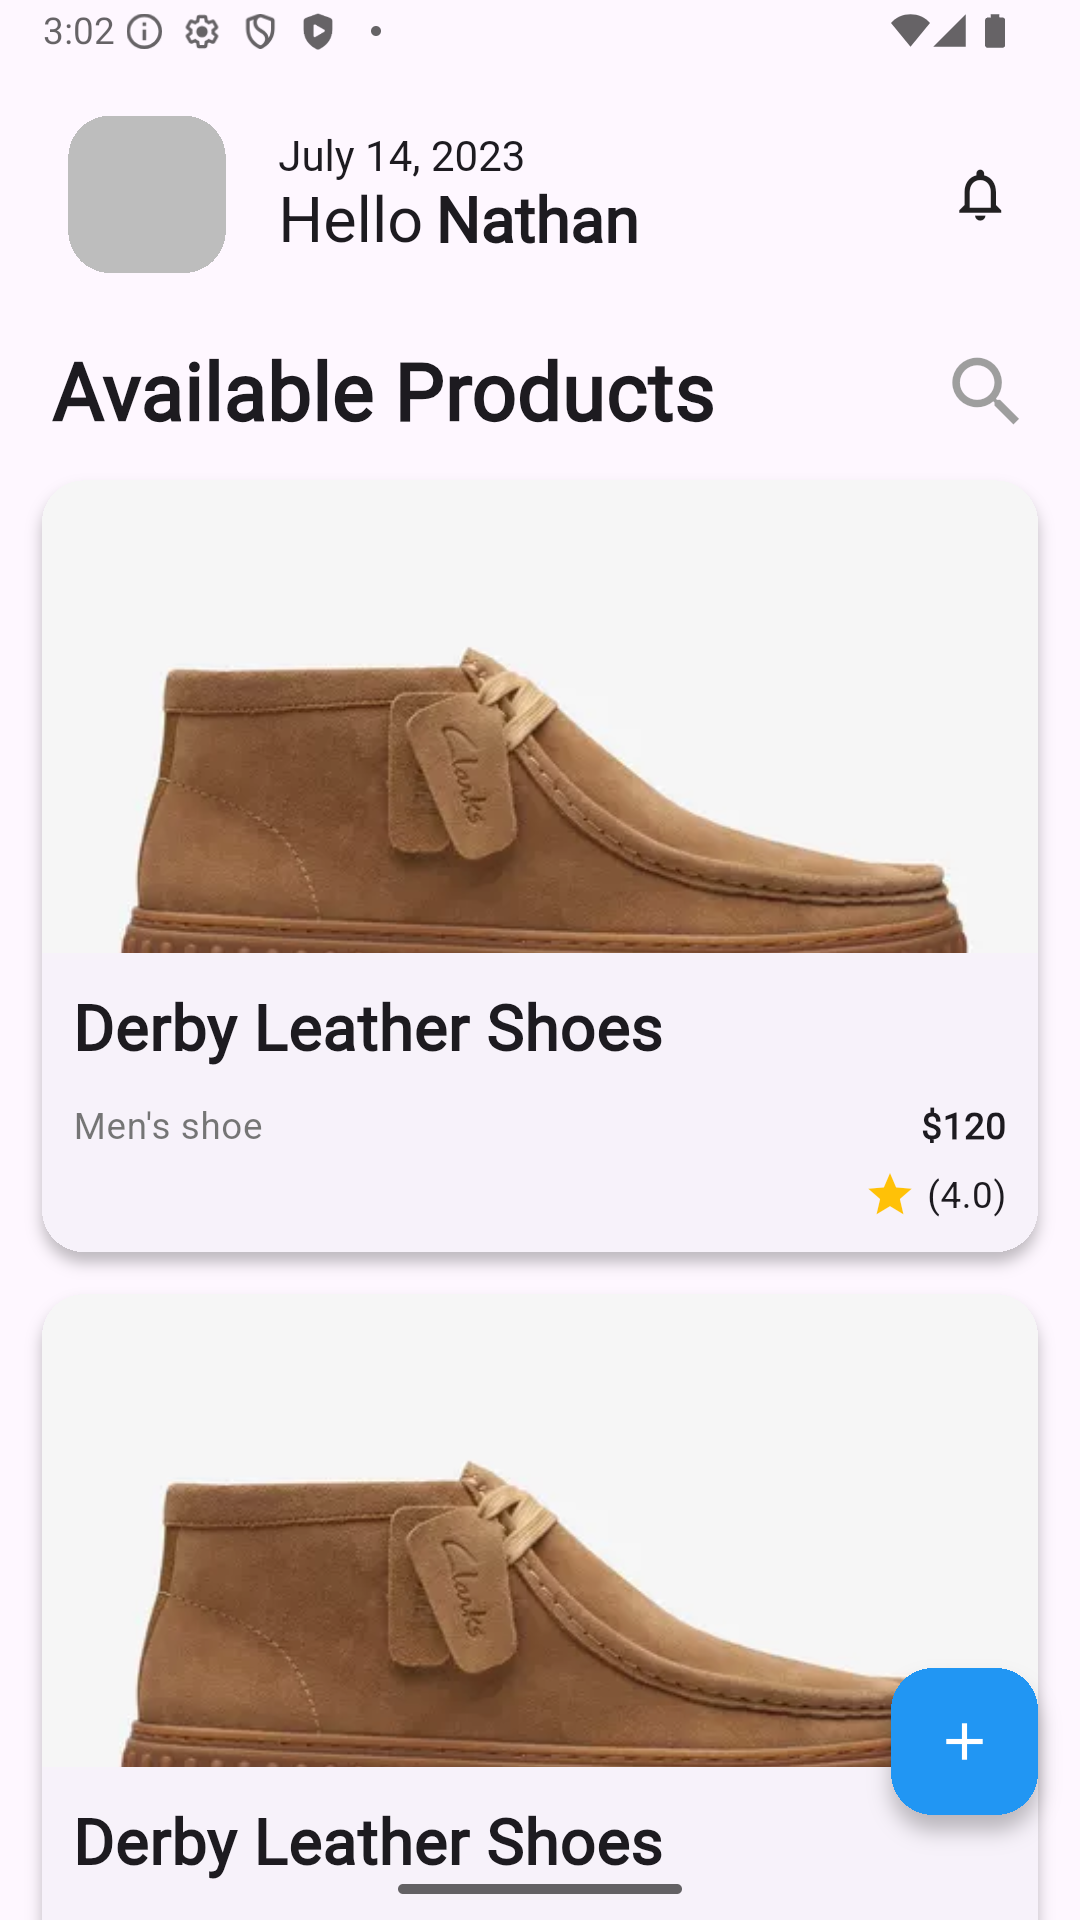 3:02
July 14, 2023
Hello Nathan
Available Products
Clarks
Derby Leather Shoes
Men's shoe
$120
(4.0)
Clarks
Derby Leather Shoes